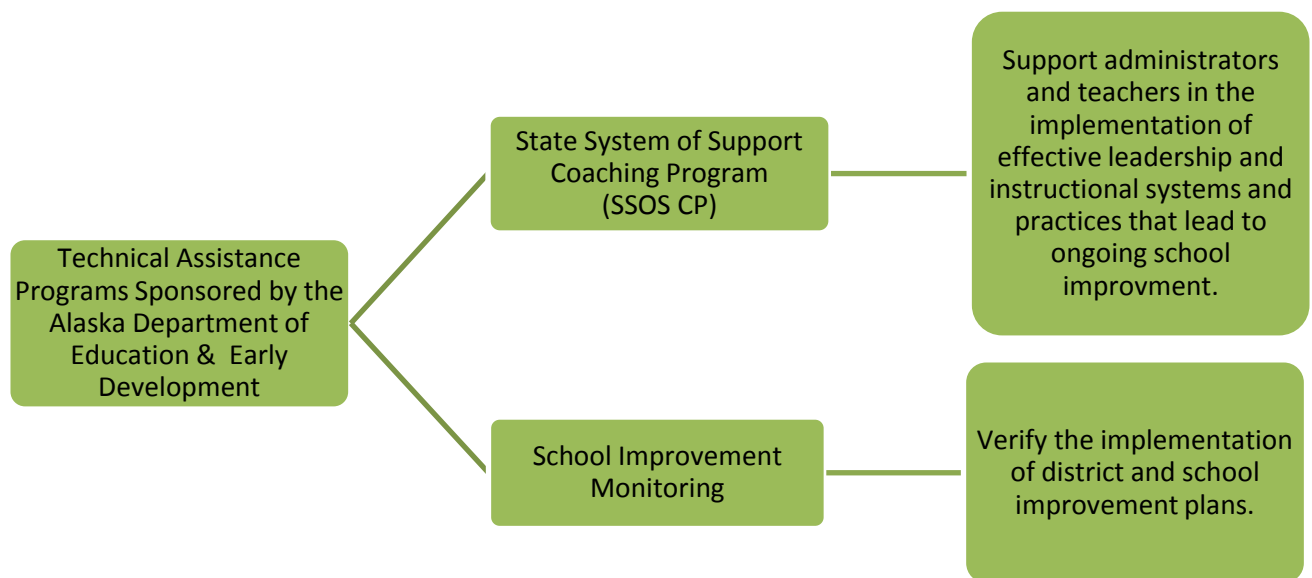 Technical Assistance
Programs Sponsored by the
Alaska Department of
Education & Early
Development
State System of Support
Coaching Program
(SSOS CP)
Support administrators
and teachers in the
implementation of
effective leadership and
instructional systems and
practices that lead to
ongoing school
improvment.
School Improvement
Monitoring
Verify the implementation
of district and school
improvement plans.